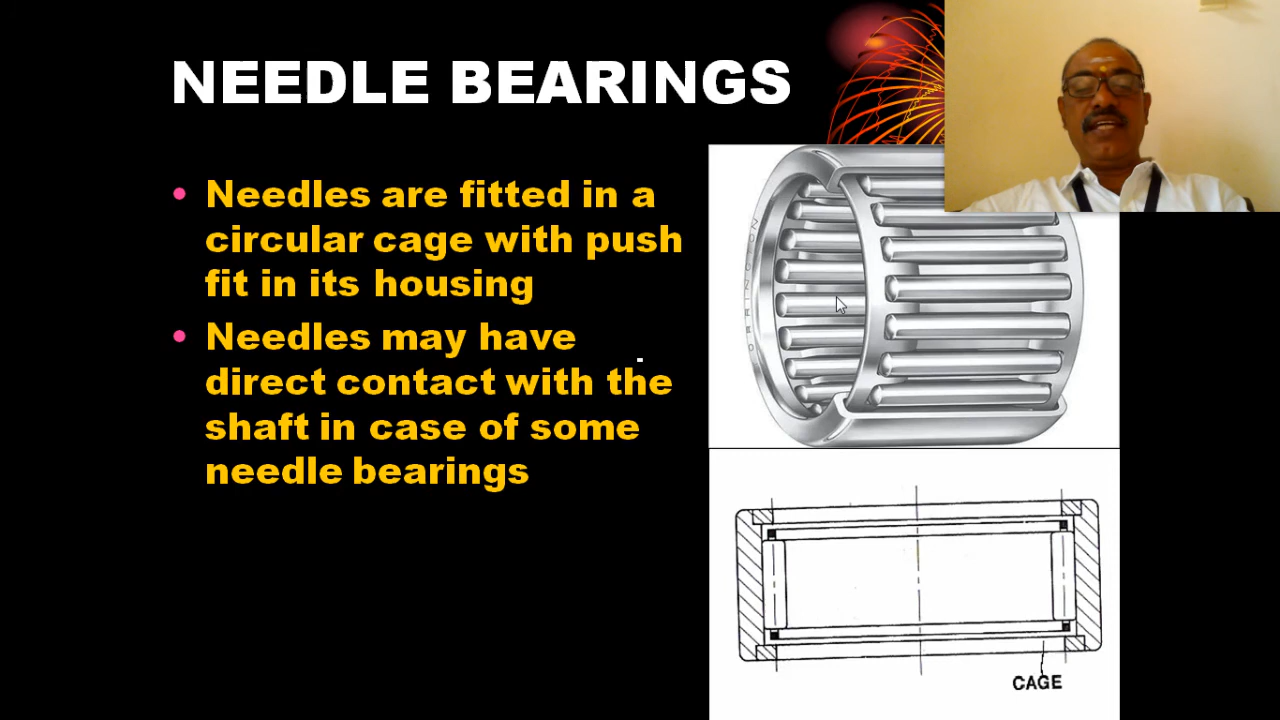 NEEDLE BEARINGS
• Needles are fitted in a
circular cage with push
fit in its housing
• Needles may have
direct contact with the
shaft in case of some
needle bearings
CAGE